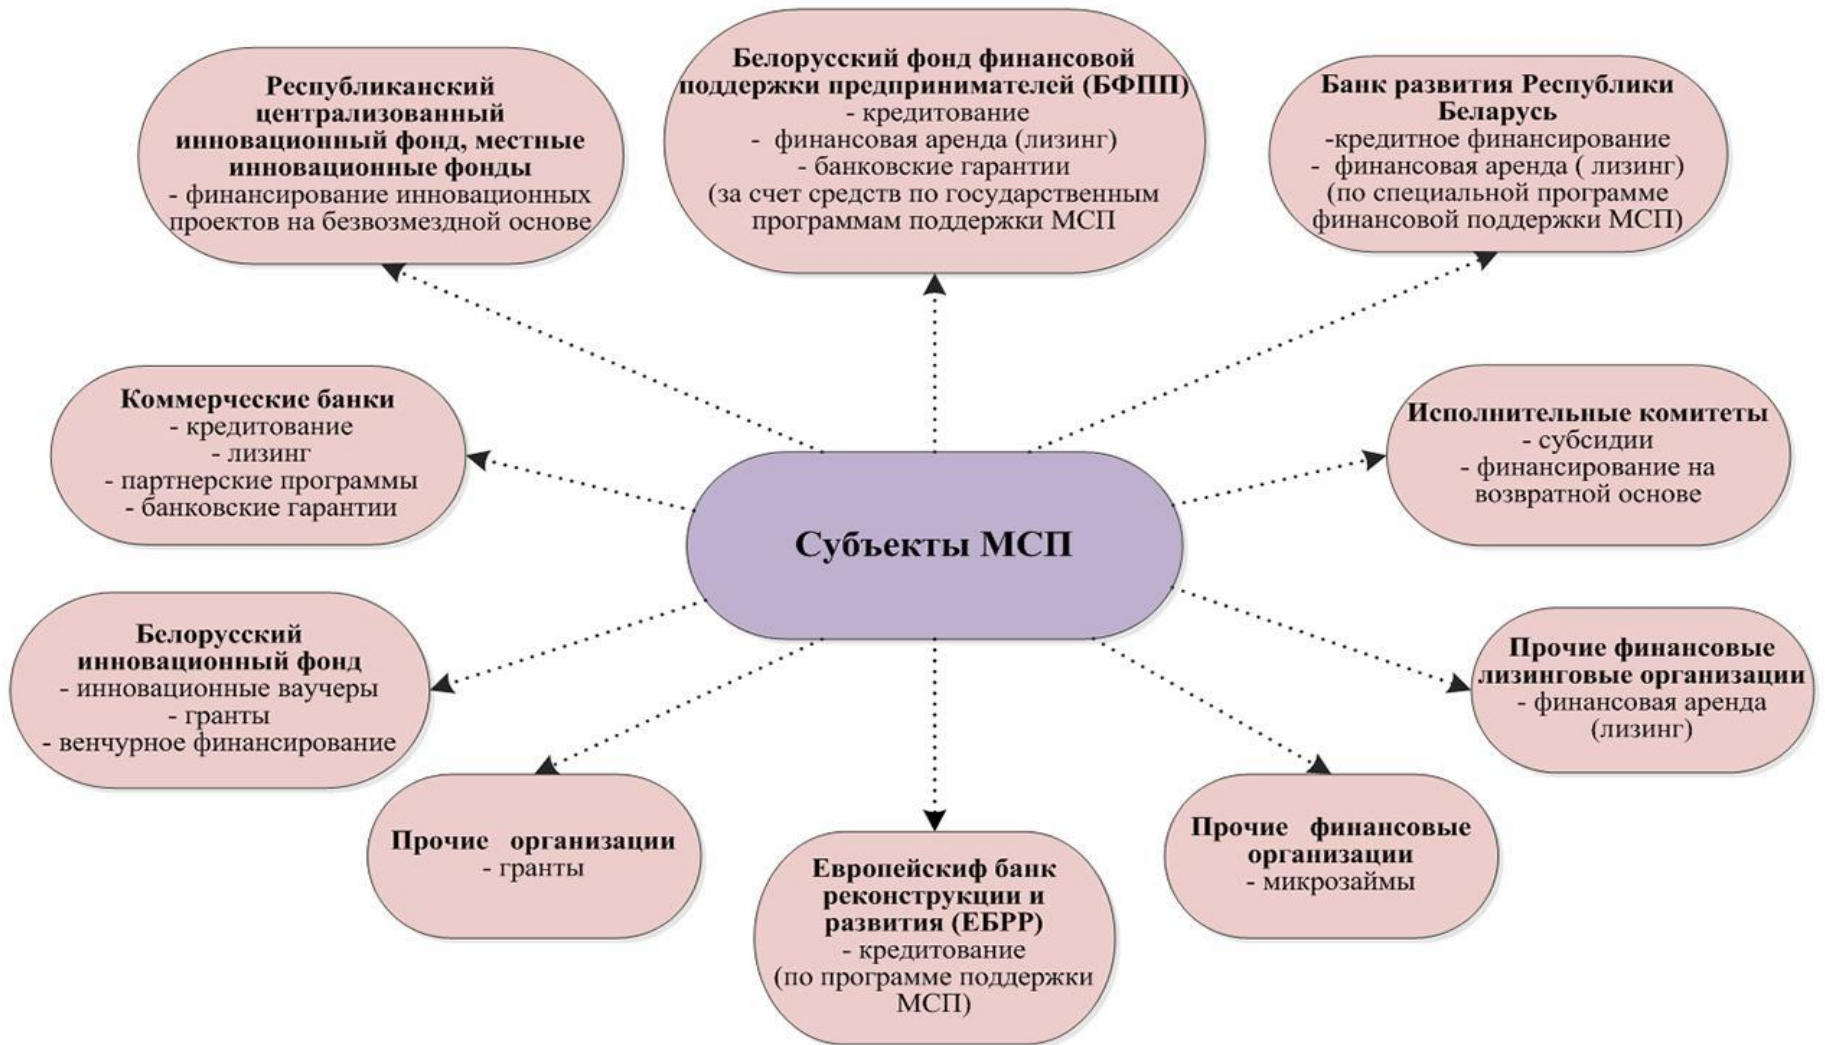 Республиканский
централизованный
инновационный фонд, местные
инновационные фонды
- финансирование инновационных
проектов на безвозмездной основе
Белорусский фонд финансовой
поддержки предпринимателей (БФПП)
- кредитование
- финансовая аренда (лизинг)
- банковские гарантии
(за счет средств по государственным
программам поддержки МСП
Банк развития Республики
Беларусь
-кредитное финансирование
- финансовая аренда ( лизинг)
(по специальной программе
финансовой поддержки МСП)
Коммерческие банки
- кредитование
- лизинг
- партнерские программы
- банковские гарантии
Исполнительные комитеты
- субсидии
- финансирование на
возвратной основе
Субъекты МСП
Белорусский
инновационный фонд
- инновационные ваучеры
- гранты
- венчурное финансирование
Прочие финансовые
лизинговые организации
- финансовая аренда
(лизинг)
Прочие организации
- гранты
Европейскиф банк
реконструкции и
развития (ЕБРР)
- кредитование
(по программе поддержки
МСП)
Прочие финансовые
организации
- микрозаймы